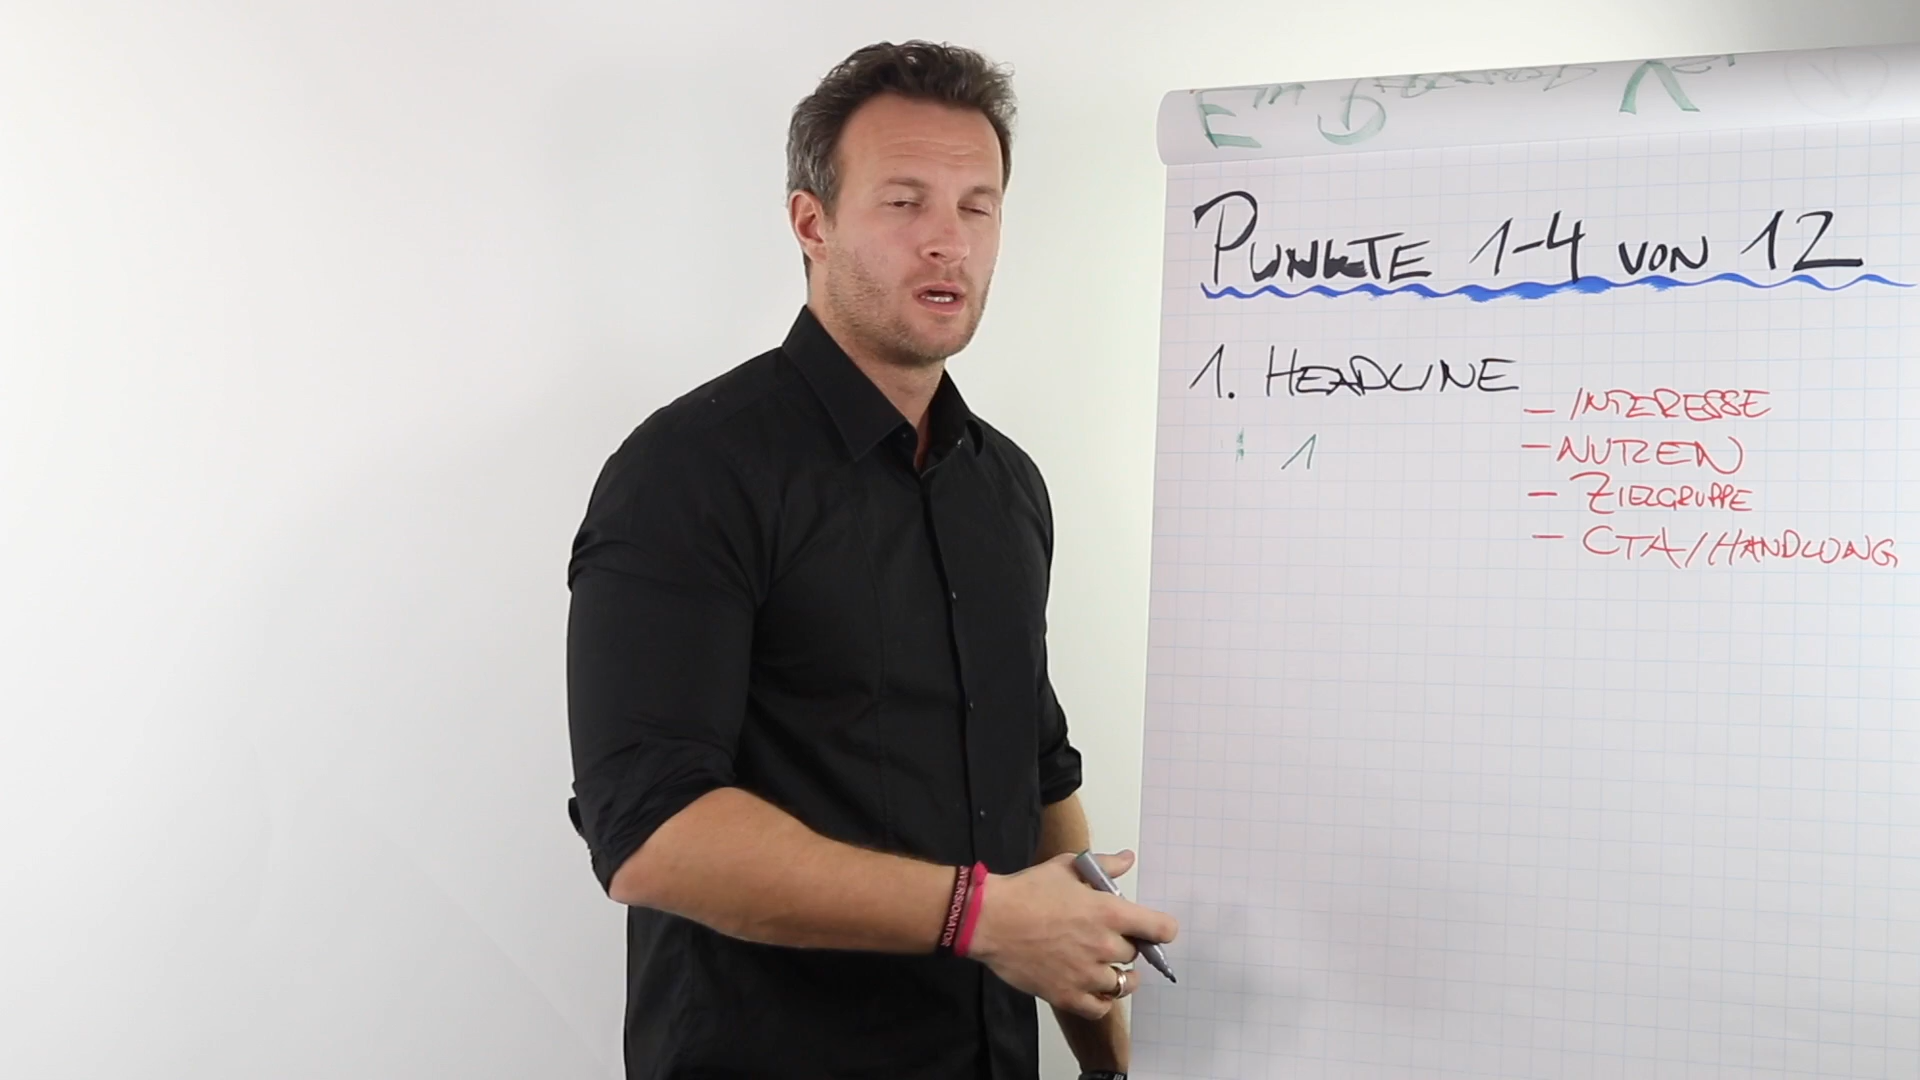 PUNKTE 1-4 VON 12
1. HEADLINE
1
- INTERESSE
- NUTZEN
- ZIELGRUPPE
- CTA/HANDLUNG